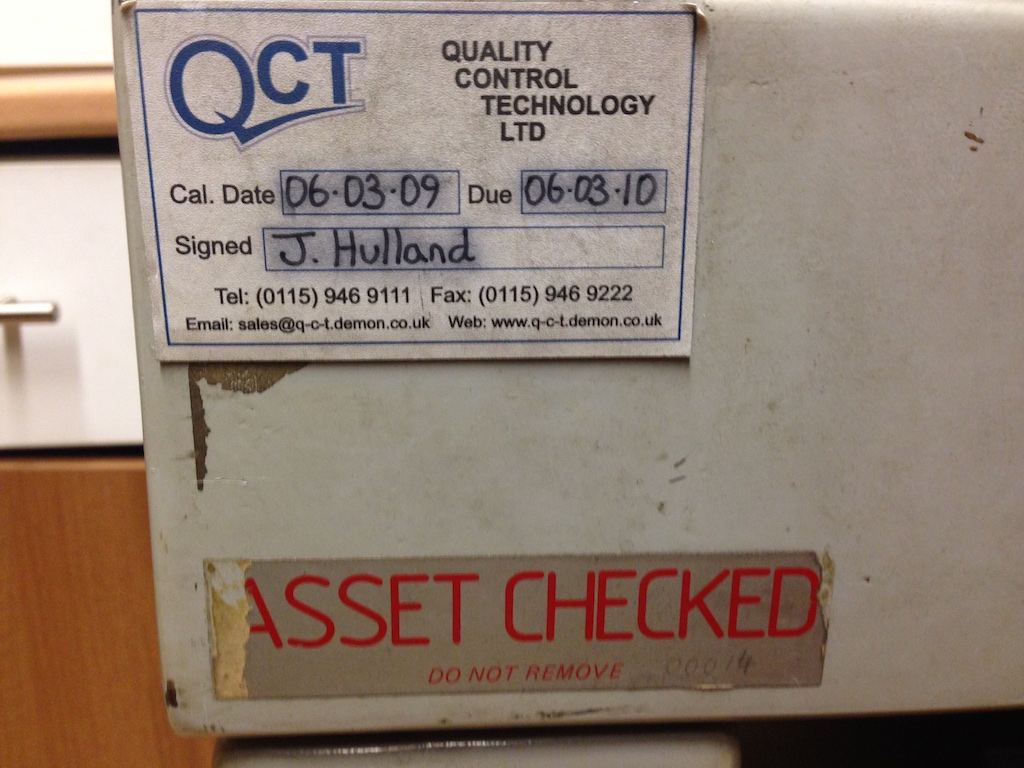 QCT
QUALITY
CONTROL
TECHNOLOGY
LTD
Cal. Date 06·03·09 Due 06·03·10
Signed J. Hulland
Tel: (0115) 946 9111 Fax: (0115) 946 9222
Email: sales@q-c-t.demon.co.uk Web: www.q-c-t.demon.co.uk
ASSET CHECKED
DO NOT REMOVE 00014